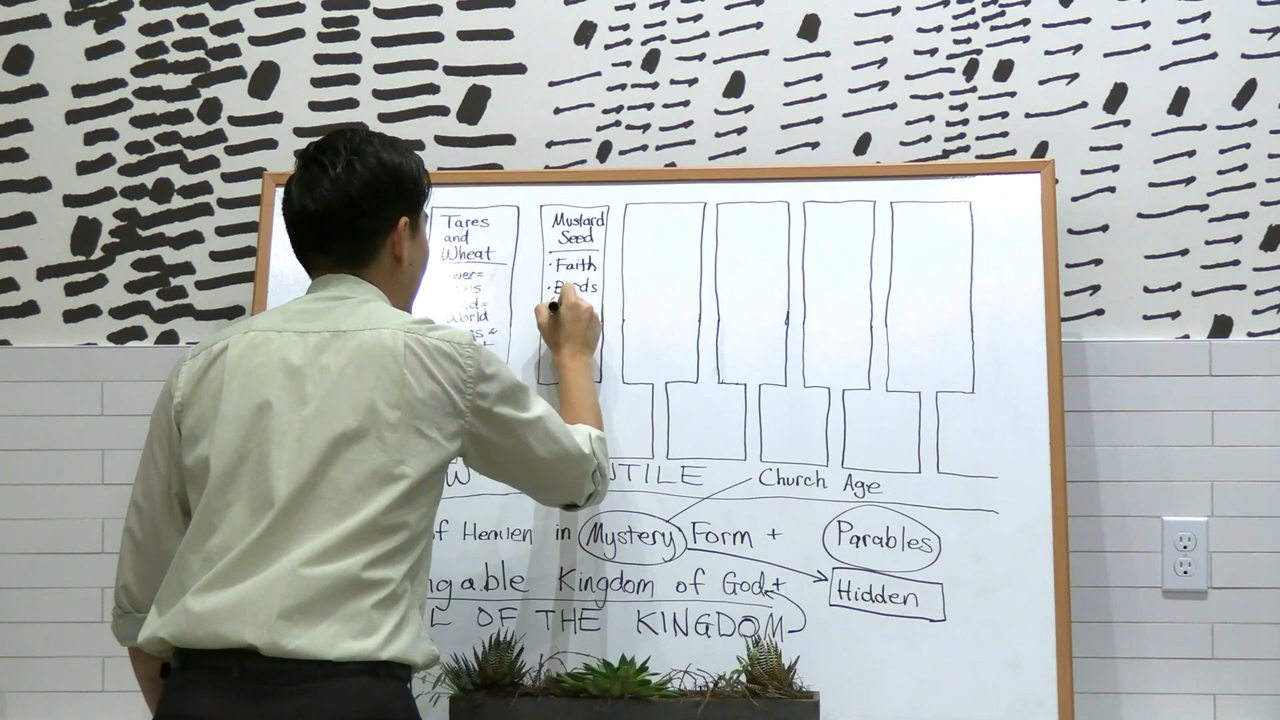 Tares
and
Wheat
World
Mustard
Seed
·Faith
Church Age
f Heaven in Mystery Form + Parables
Kingdom of God+
Hidden
OF THE KINGDOM